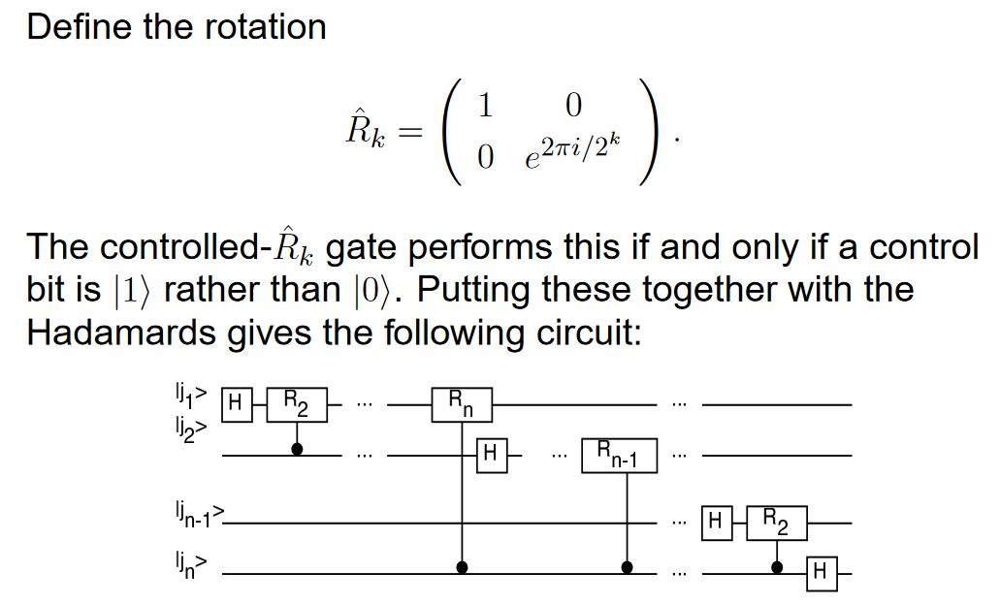 Define the rotation
R̂ₖ = ( 1 0
0 e^{2πi/2^k} ) .
The controlled-R̂ₖ gate performs this if and only if a control
bit is |1⟩ rather than |0⟩. Putting these together with the
Hadamards gives the following circuit:
|j₁> H R₂ ... Rₙ ...
|j₂> ... H ... Rₙ₋₁ ...
|jₙ₋₁> ... H R₂
|jₙ> ... H